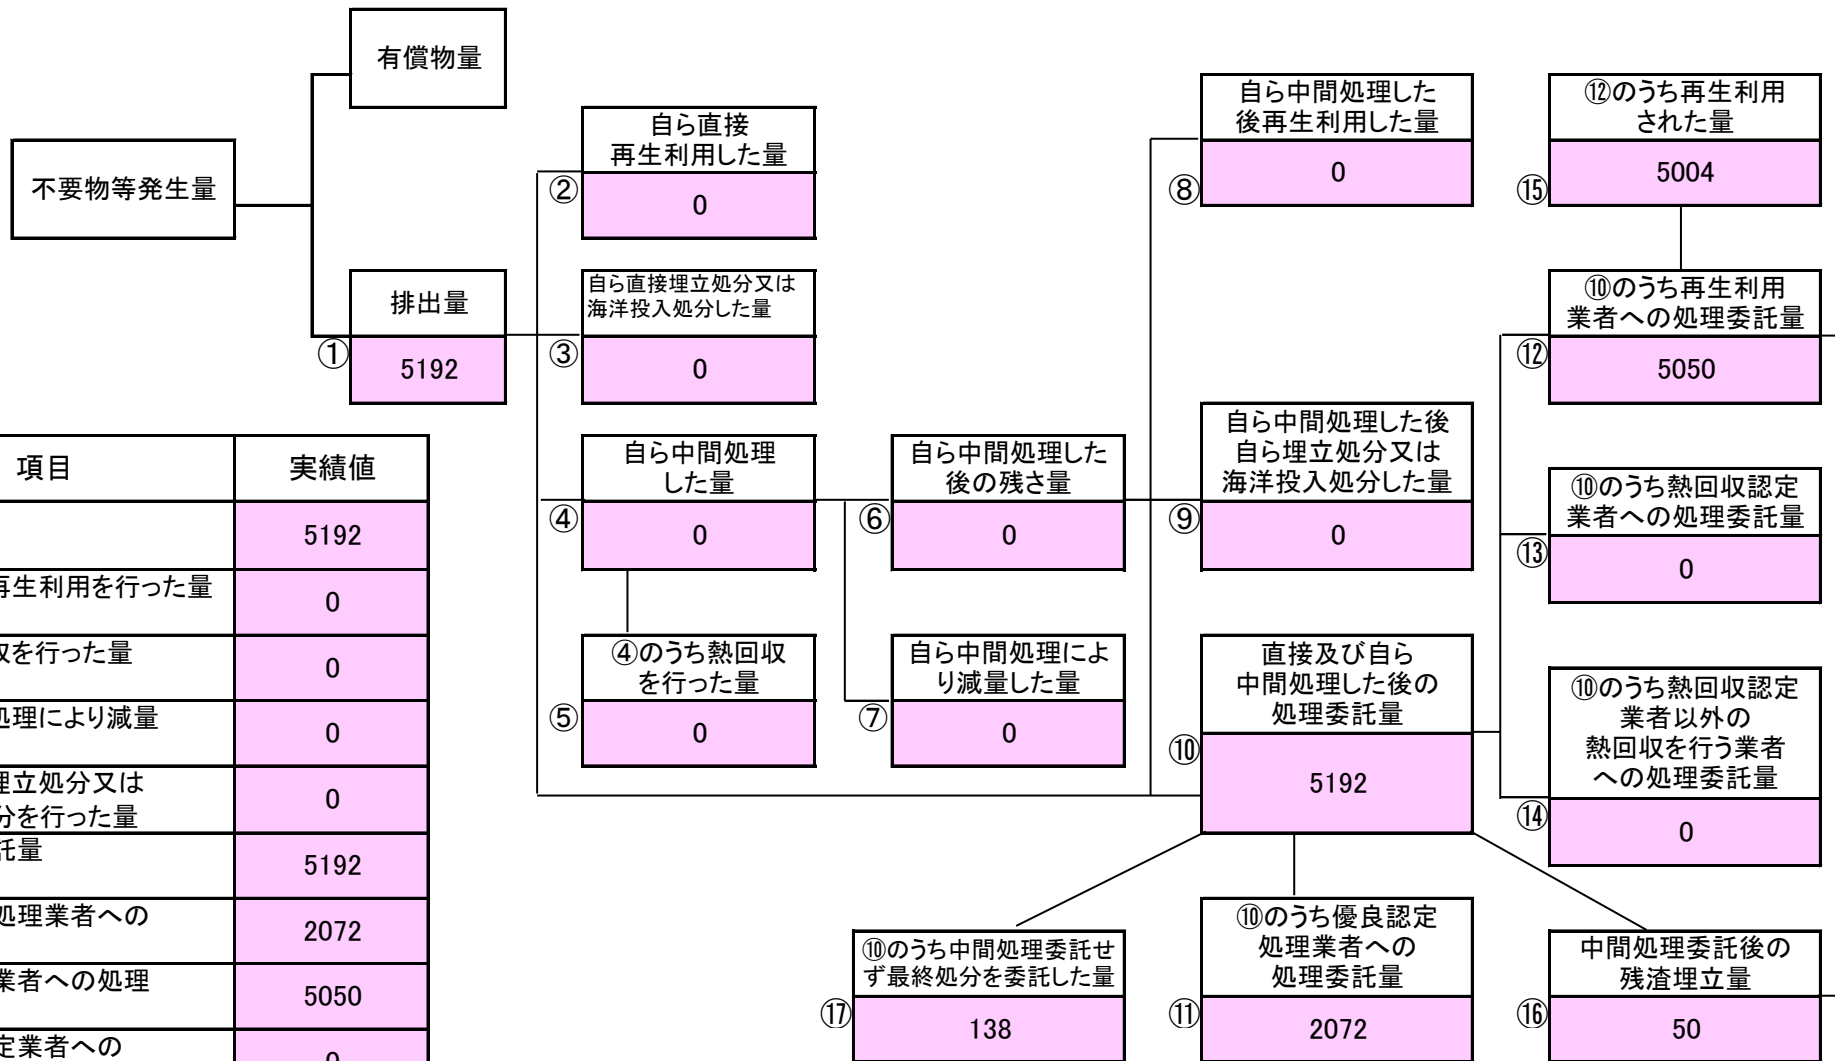 有償物量
不要物等発生量
排出量
①
5192
自ら直接
再生利用した量
②
0
自ら直接埋立処分又は
海洋投入処分した量
③
0
自ら中間処理
した量
④
0
④のうち熱回収
を行った量
⑤
0
自ら中間処理した
後の残さ量
⑥
0
自ら中間処理によ
り減量した量
⑦
0
自ら中間処理した
後再生利用した量
⑧
0
自ら中間処理した後
自ら埋立処分又は
海洋投入処分した量
⑨
0
直接及び自ら
中間処理した後の
処理委託量
⑩
5192
⑩のうち中間処理委託せ
ず最終処分を委託した量
⑰
138
⑩のうち優良認定
処理業者への
処理委託量
⑪
2072
⑫のうち再生利用
された量
⑮
5004
⑩のうち再生利用
業者への処理委託量
⑫
5050
⑩のうち熱回収認定
業者への処理委託量
⑬
0
⑩のうち熱回収認定
業者以外の
熱回収を行う業者
への処理委託量
⑭
0
中間処理委託後の
残渣埋立量
⑯
50
項目 実績値
5192
再生利用を行った量 0
収を行った量 0
処理により減量 0
埋立処分又は
分を行った量 0
託量 5192
処理業者への 2072
業者への処理 5050
定業者への 0